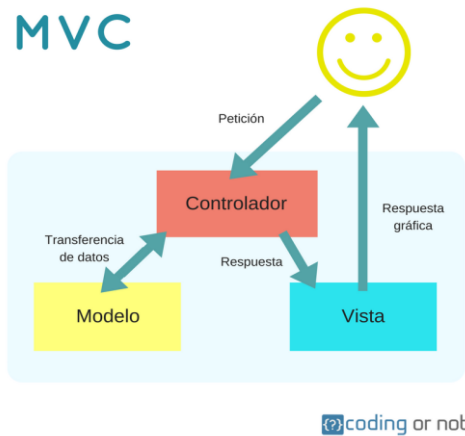 MVC
Petición
Controlador
Transferencia
de datos
Respuesta
Respuesta
gráfica
Modelo
Vista
{?} coding or not